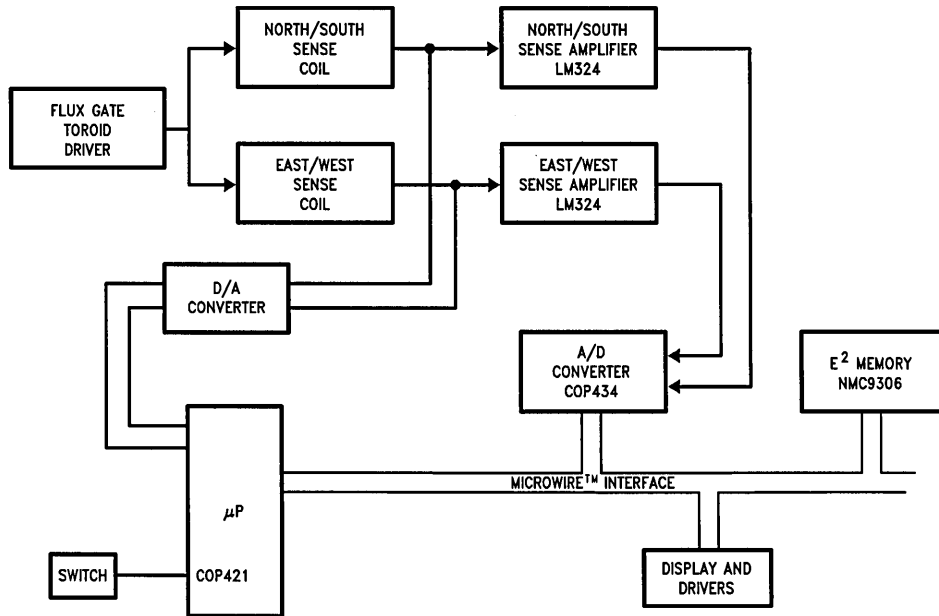 NORTH/SOUTH
SENSE
COIL
NORTH/SOUTH
SENSE AMPLIFIER
LM324
FLUX GATE
TOROID
DRIVER
EAST/WEST
SENSE
COIL
EAST/WEST
SENSE AMPLIFIER
LM324
D/A
CONVERTER
A/D
CONVERTER
COP434
E² MEMORY
NMC9306
MICROWIRE™ INTERFACE
μP
COP421
SWITCH
DISPLAY AND
DRIVERS